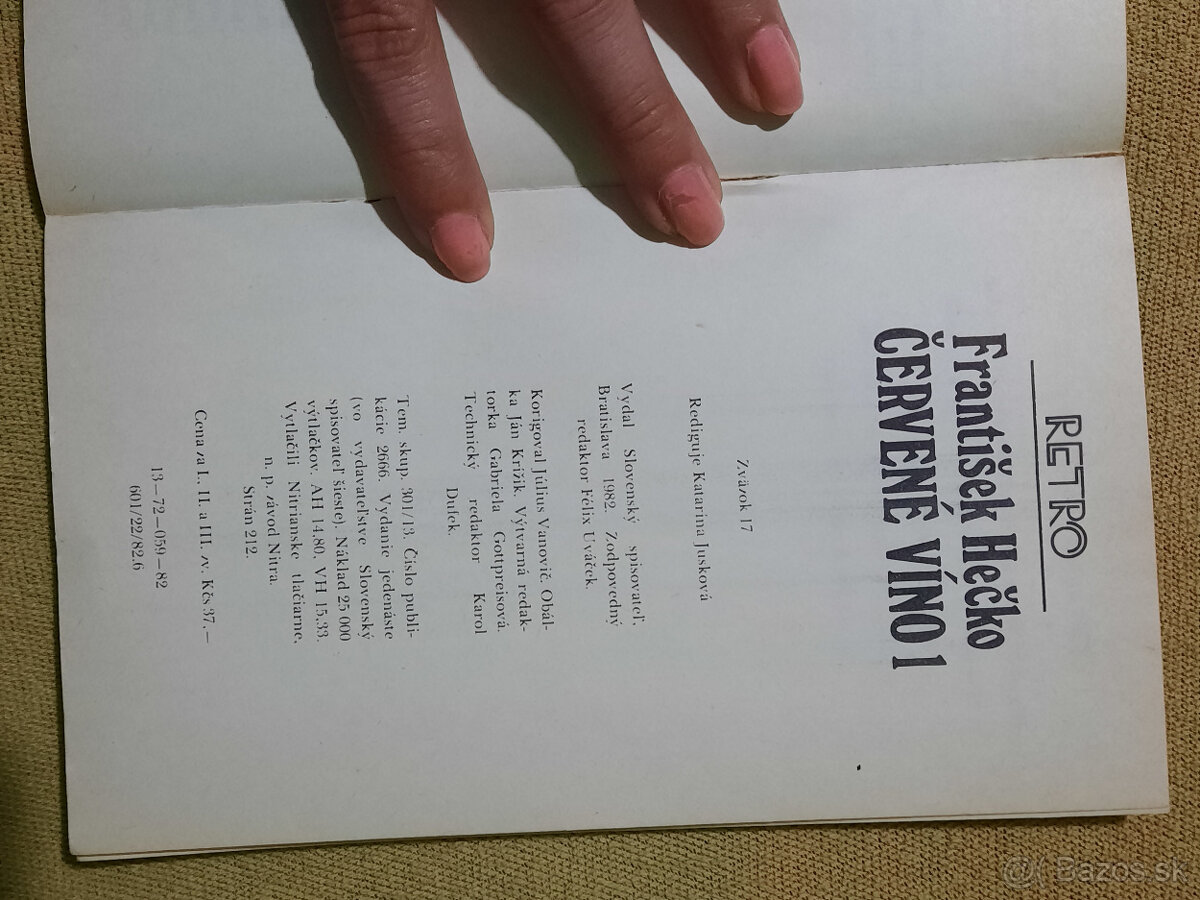 RETRO
František Hečko
ČERVENÉ VÍNO 1
Zväzok 17
Rediguje Katarína Jusková
Vydal Slovenský spisovateľ,
Bratislava 1982. Zodpovedný
redaktor Félix Uváček.
Korigoval Július Vanovič. Obál-
ka Ján Krížik. Výtvarná redak-
torka Gabriela Gottpreisová.
Technický redaktor Karol
Dulek.
Tem. skup. 301/13. Číslo publi-
kácie 2666. Vydanie jedenáste
(vo vydavateľstve Slovenský
spisovateľ šieste). Náklad 25 000
výtlačkov. AH 14,80. VH 15,33.
Vytlačili Nitrianske tlačiarne,
n. p. závod Nitra.
Strán 212.
Cena za I., II. a III. zv. Kčs 37,—
13—72—059—82
601/22/82.6
Bazos.sk